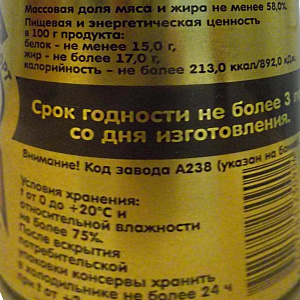 Массовая доля мяса и жира не менее 58,0%.
Пищевая и энергетическая ценность
в 100 г продукта:
белок - не менее 15,0 г,
жир - не более 17,0 г,
калорийность – не более 213,0 ккал/892,0 кДж.
Срок годности не более 3
со дня изготовления.
Внимание! Код завода А238 (указан на
Условия хранения:
t от 0 до +20°С и
относительной влажности
не более 75%.
После вскрытия
потребительской
упаковки консервы хранить
в холодильнике не более 24 ч